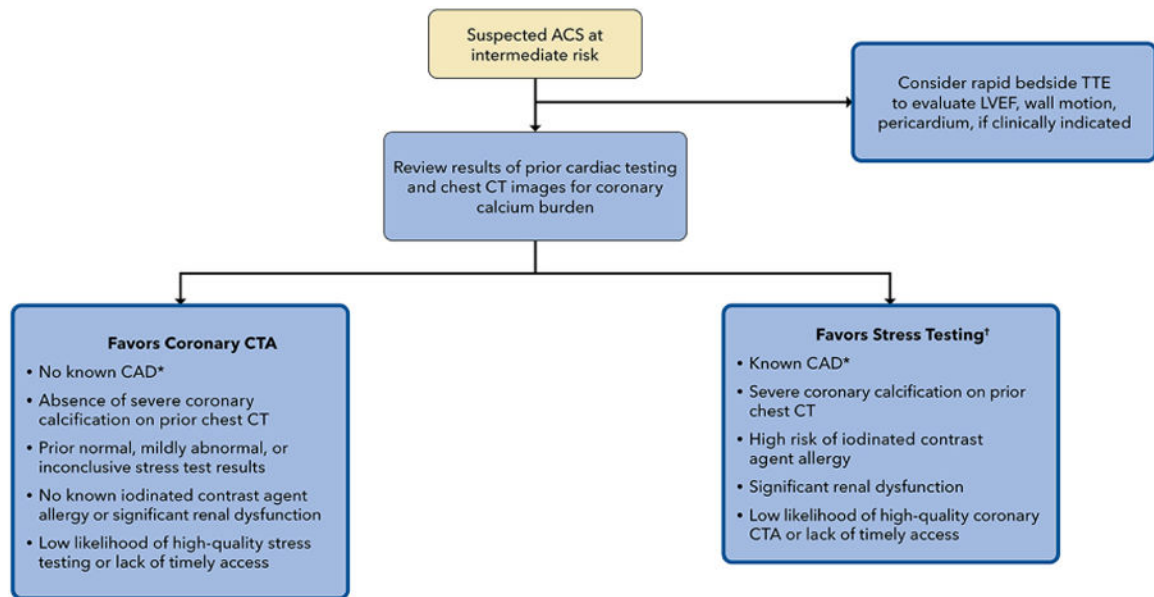 Suspected ACS at
intermediate risk
Consider rapid bedside TTE
to evaluate LVEF, wall motion,
pericardium, if clinically indicated
Review results of prior cardiac testing
and chest CT images for coronary
calcium burden
Favors Coronary CTA
• No known CAD*
• Absence of severe coronary
calcification on prior chest CT
• Prior normal, mildly abnormal, or
inconclusive stress test results
• No known iodinated contrast agent
allergy or significant renal dysfunction
• Low likelihood of high-quality stress
testing or lack of timely access
Favors Stress Testing†
• Known CAD*
• Severe coronary calcification on prior
chest CT
• High risk of iodinated contrast
agent allergy
• Significant renal dysfunction
• Low likelihood of high-quality coronary
CTA or lack of timely access